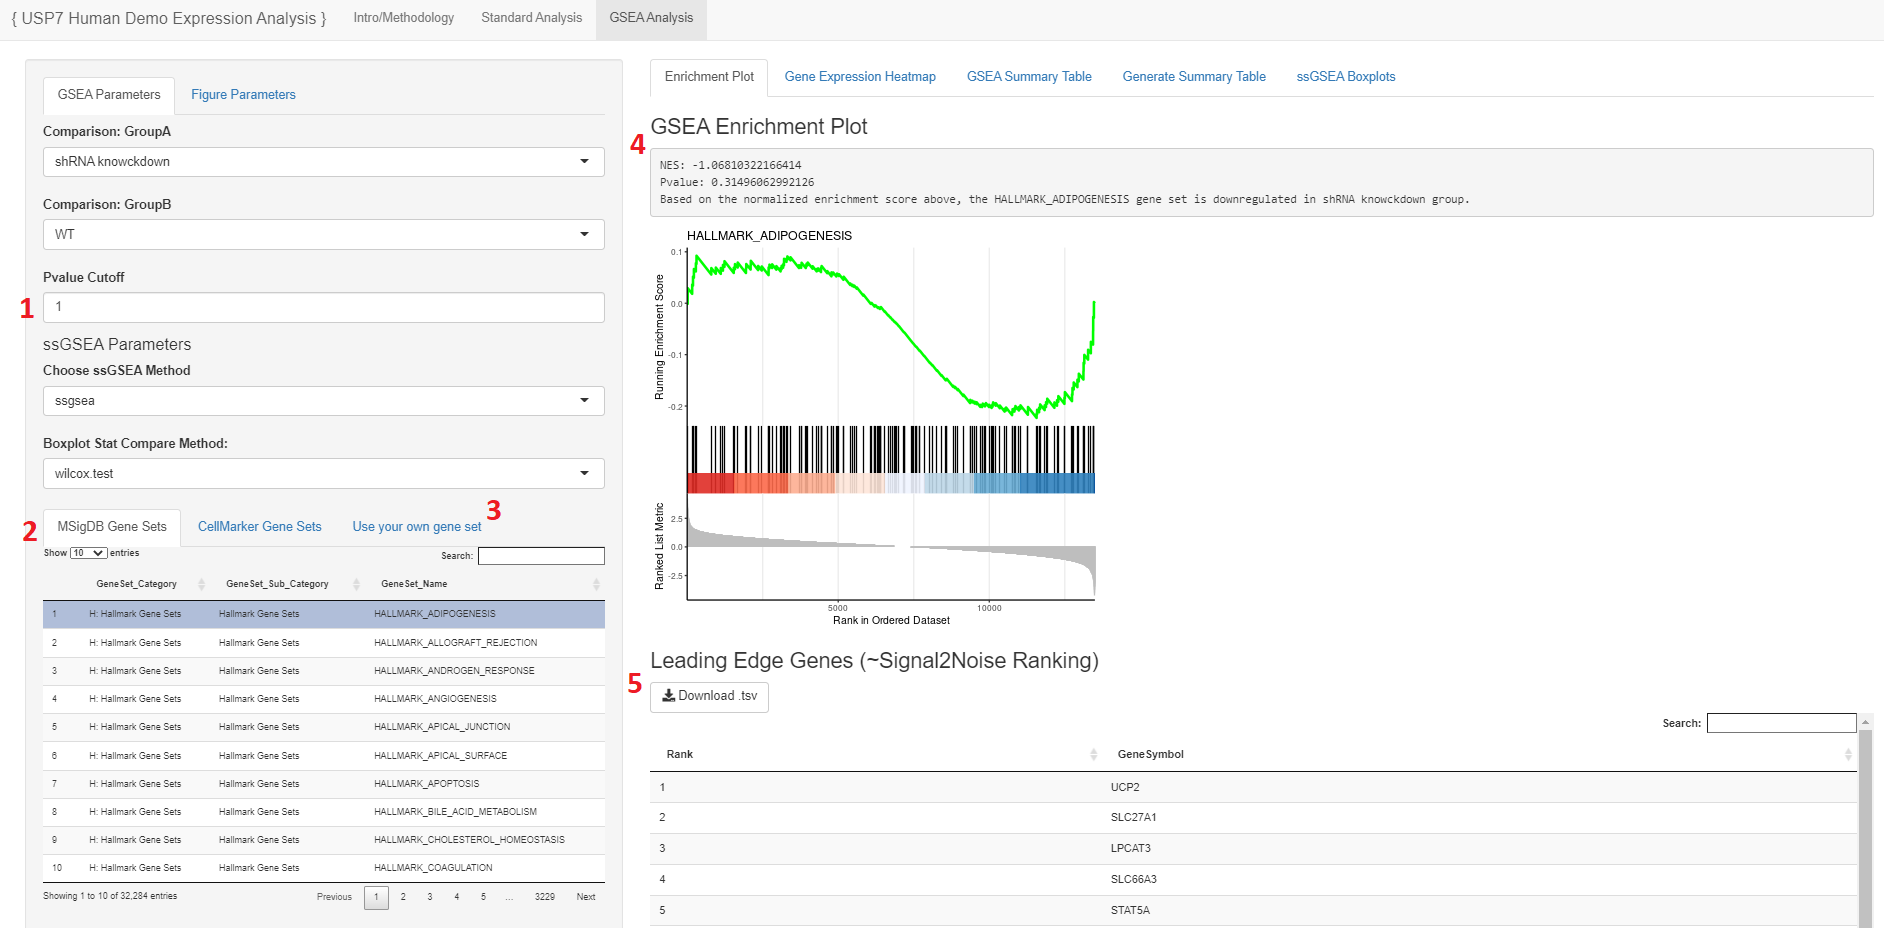 { USP7 Human Demo Expression Analysis } Intro/Methodology Standard Analysis GSEA Analysis
GSEA Parameters Figure Parameters
Comparison: GroupA
shRNA knowckdown
Comparison: GroupB
WT
Pvalue Cutoff
1
1
ssGSEA Parameters
Choose ssGSEA Method
ssgsea
Boxplot Stat Compare Method:
wilcox.test
2
3
MSigDB Gene Sets CellMarker Gene Sets Use your own gene set
Show 10 entries Search:
GeneSet_Category GeneSet_Sub_Category GeneSet_Name
1 H: Hallmark Gene Sets Hallmark Gene Sets HALLMARK_ADIPOGENESIS
2 H: Hallmark Gene Sets Hallmark Gene Sets HALLMARK_ALLOGRAFT_REJECTION
3 H: Hallmark Gene Sets Hallmark Gene Sets HALLMARK_ANDROGEN_RESPONSE
4 H: Hallmark Gene Sets Hallmark Gene Sets HALLMARK_ANGIOGENESIS
5 H: Hallmark Gene Sets Hallmark Gene Sets HALLMARK_APICAL_JUNCTION
6 H: Hallmark Gene Sets Hallmark Gene Sets HALLMARK_APICAL_SURFACE
7 H: Hallmark Gene Sets Hallmark Gene Sets HALLMARK_APOPTOSIS
8 H: Hallmark Gene Sets Hallmark Gene Sets HALLMARK_BILE_ACID_METABOLISM
9 H: Hallmark Gene Sets Hallmark Gene Sets HALLMARK_CHOLESTEROL_HOMEOSTASIS
10 H: Hallmark Gene Sets Hallmark Gene Sets HALLMARK_COAGULATION
Showing 1 to 10 of 32,284 entries Previous 1 2 3 4 5 ... 3229 Next
Enrichment Plot Gene Expression Heatmap GSEA Summary Table Generate Summary Table ssGSEA Boxplots
GSEA Enrichment Plot
4
NES: -1.06810322166414
Pvalue: 0.31496062992126
Based on the normalized enrichment score above, the HALLMARK_ADIPOGENESIS gene set is downregulated in shRNA knowckdown group.
HALLMARK_ADIPOGENESIS
Running Enrichment Score
0.1
0.0
-0.1
-0.2
Ranked List Metric
2.5
0.0
-2.5
5000 10000
Rank in Ordered Dataset
Leading Edge Genes (~Signal2Noise Ranking)
5
Download .tsv
Search:
Rank GeneSymbol
1 UCP2
2 SLC27A1
3 LPCAT3
4 SLC66A3
5 STAT5A